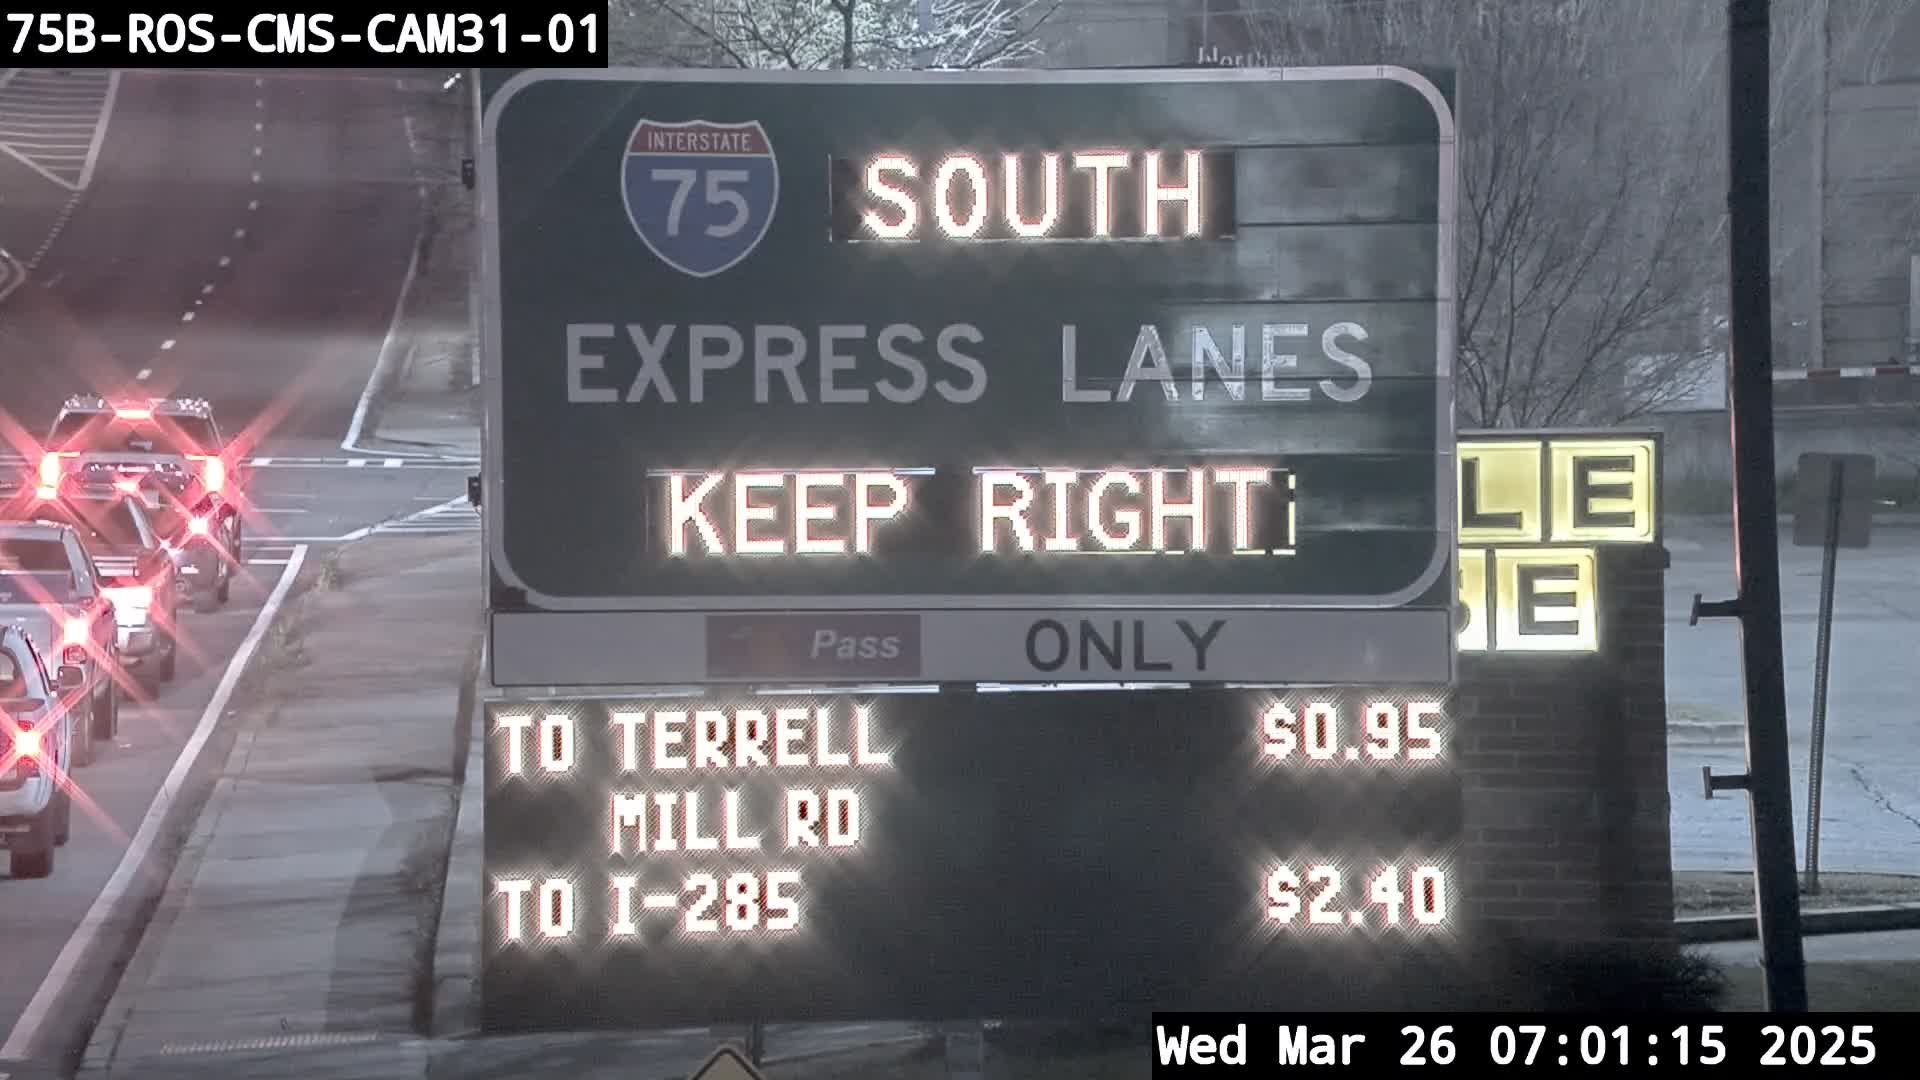 75B-ROS-CMS-CAM31-01
INTERSTATE
75
SOUTH
EXPRESS LANES
KEEP RIGHT
Pass ONLY
TO TERRELL $0.95
MILL RD
TO I-285 $2.40
LE
E
Wed Mar 26 07:01:15 2025